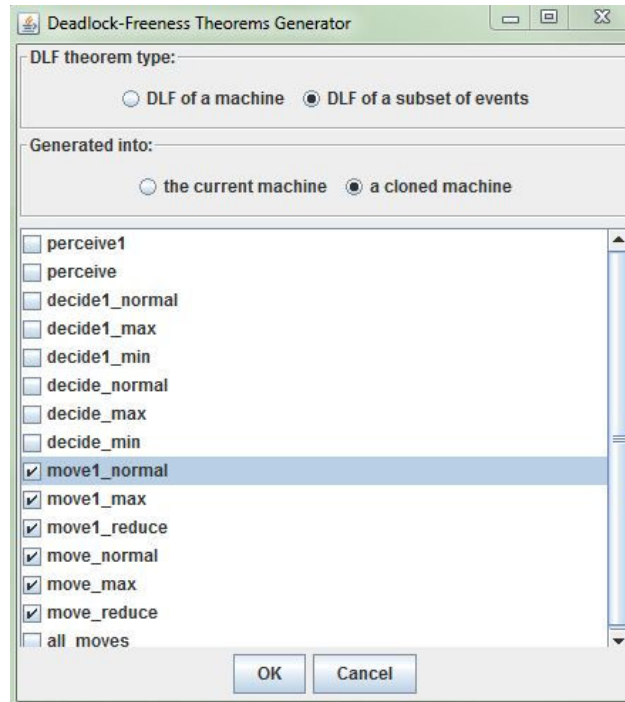 Deadlock-Freeness Theorems Generator
DLF theorem type:
DLF of a machine DLF of a subset of events
Generated into:
the current machine a cloned machine
perceive1
perceive
decide1_normal
decide1_max
decide1_min
decide_normal
decide_max
decide_min
move1_normal
move1_max
move1_reduce
move_normal
move_max
move_reduce
all_moves
OK Cancel